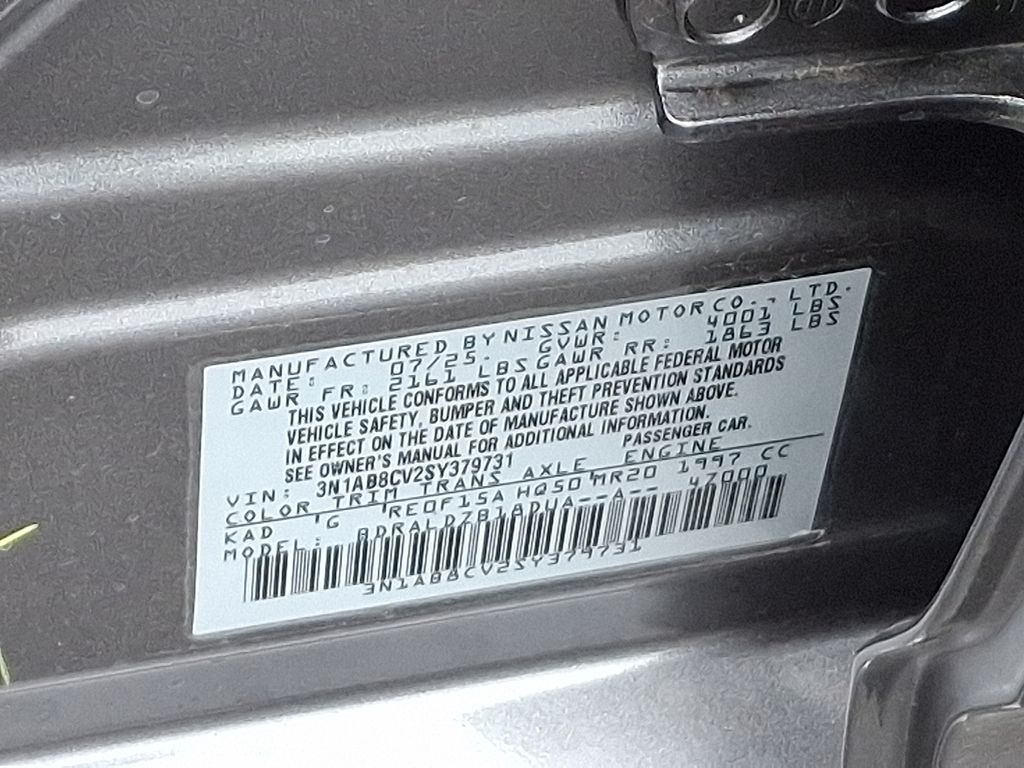 MANUFACTURED BY NISSAN MOTOR CO., LTD.
DATE: 07/25. GVWR: 4001 LBS
GAWR FR: 2161 LBS GAWR RR: 1863 LBS
THIS VEHICLE CONFORMS TO ALL APPLICABLE FEDERAL MOTOR
VEHICLE SAFETY, BUMPER AND THEFT PREVENTION STANDARDS
IN EFFECT ON THE DATE OF MANUFACTURE SHOWN ABOVE.
SEE OWNER'S MANUAL FOR ADDITIONAL INFORMATION.
VIN: 3N1AB8CV2SY379731 PASSENGER CAR.
COLOR TRIM TRANS AXLE ENGINE
KAD G RE0F15A HQ50 MR20 1997 CC
MODEL: BDRALDZB18DUA--A-- 47000
3N1AB8CV2SY379731